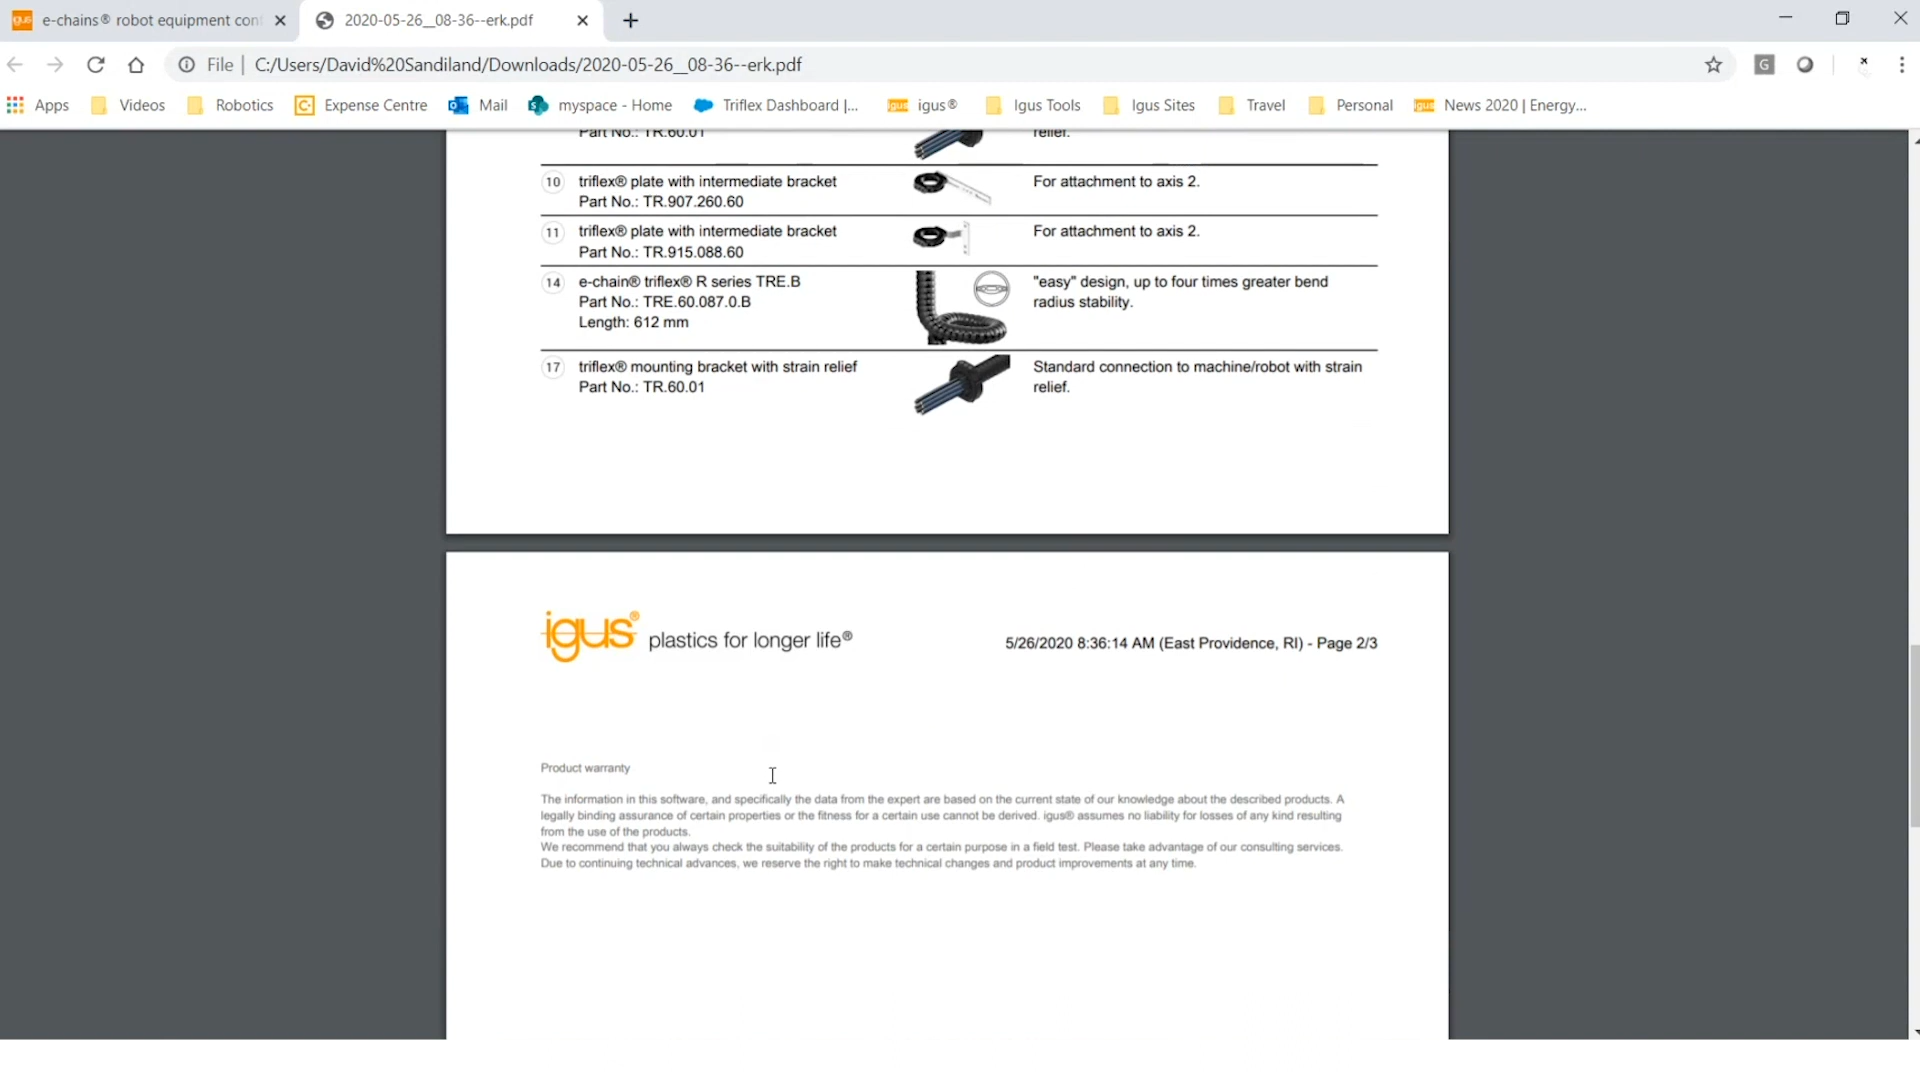 igus e-chains® robot equipment con
2020-05-26__08-36--erk.pdf
File | C:/Users/David%20Sandiland/Downloads/2020-05-26__08-36--erk.pdf
G
Apps Videos Robotics Expense Centre Mail myspace - Home Triflex Dashboard |... igus igus® Igus Tools Igus Sites Travel Personal igus News 2020 | Energy...
Part No.: TR.60.01 relief.
10 triflex® plate with intermediate bracket For attachment to axis 2.
Part No.: TR.907.260.60
11 triflex® plate with intermediate bracket For attachment to axis 2.
Part No.: TR.915.088.60
14 e-chain® triflex® R series TRE.B "easy" design, up to four times greater bend
Part No.: TRE.60.087.0.B radius stability.
Length: 612 mm
17 triflex® mounting bracket with strain relief Standard connection to machine/robot with strain
Part No.: TR.60.01 relief.
igus® plastics for longer life® 5/26/2020 8:36:14 AM (East Providence, RI) - Page 2/3
Product warranty
The information in this software, and specifically the data from the expert are based on the current state of our knowledge about the described products. A
legally binding assurance of certain properties or the fitness for a certain use cannot be derived. igus® assumes no liability for losses of any kind resulting
from the use of the products.
We recommend that you always check the suitability of the products for a certain purpose in a field test. Please take advantage of our consulting services.
Due to continuing technical advances, we reserve the right to make technical changes and product improvements at any time.